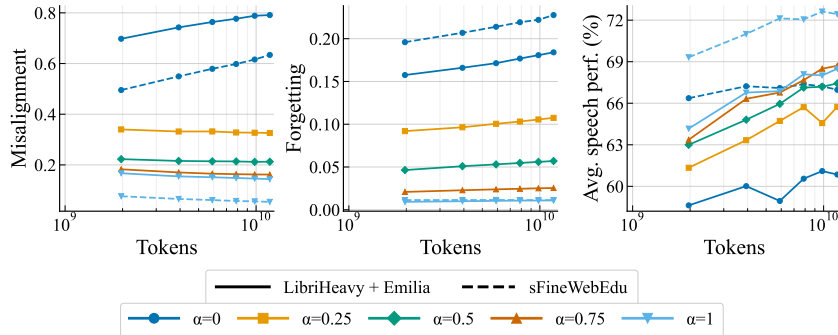 Misalignment
0.8
0.6
0.4
0.2
10^9
10^10
Tokens
Forgetting
0.20
0.15
0.10
0.05
0.00
10^9
10^10
Tokens
Avg. speech perf. (%)
72
69
66
63
60
10^9
10^10
Tokens
LibriHeavy + Emilia
sFineWebEdu
α=0
α=0.25
α=0.5
α=0.75
α=1